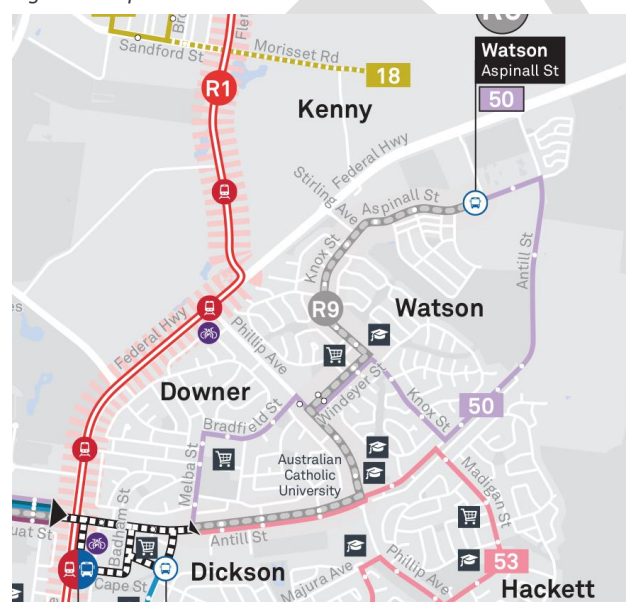 Sandford St
Morisset Rd
18
R1
Kenny
Watson
Aspinall St
50
Federal Hwy
Stirling Ave
Aspinall St
Knox St
Antill St
R9
Watson
Federal Hwy
Phillip Ave
Downer
Bradfield St
Windeyer St
Knox St
50
Melba St
Australian
Catholic
University
Madigan St
Badham St
Antill St
Dickson
Cape St
Majura Ave
Phillip Ave
53
Hackett